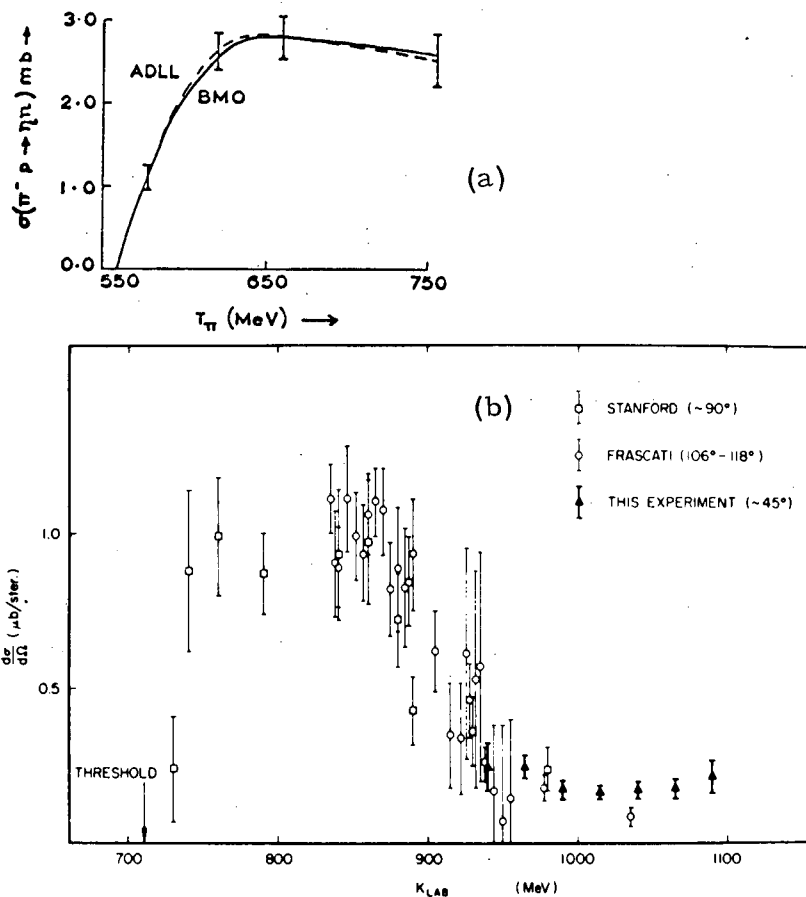 3.0
2.0
1.0
0.0
σ(π⁻ p → ηn) mb →
ADLL
BMO
(a)
550
650
750
Tπ (MeV) →
(b)
STANFORD (~90°)
FRASCATI (106°-118°)
THIS EXPERIMENT (~45°)
1.0
0.5
dσ/dΩ (μb/ster.)
THRESHOLD
700
800
900
1000
1100
K LAB (MeV)